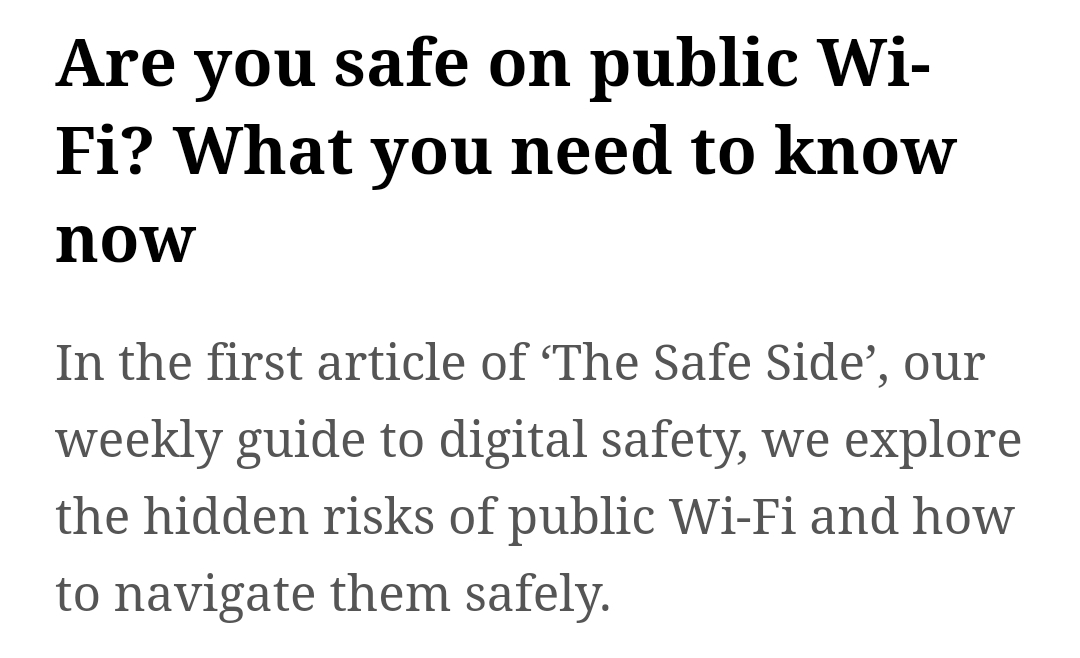 Are you safe on public Wi-
Fi? What you need to know
now
In the first article of ‘The Safe Side’, our
weekly guide to digital safety, we explore
the hidden risks of public Wi-Fi and how
to navigate them safely.